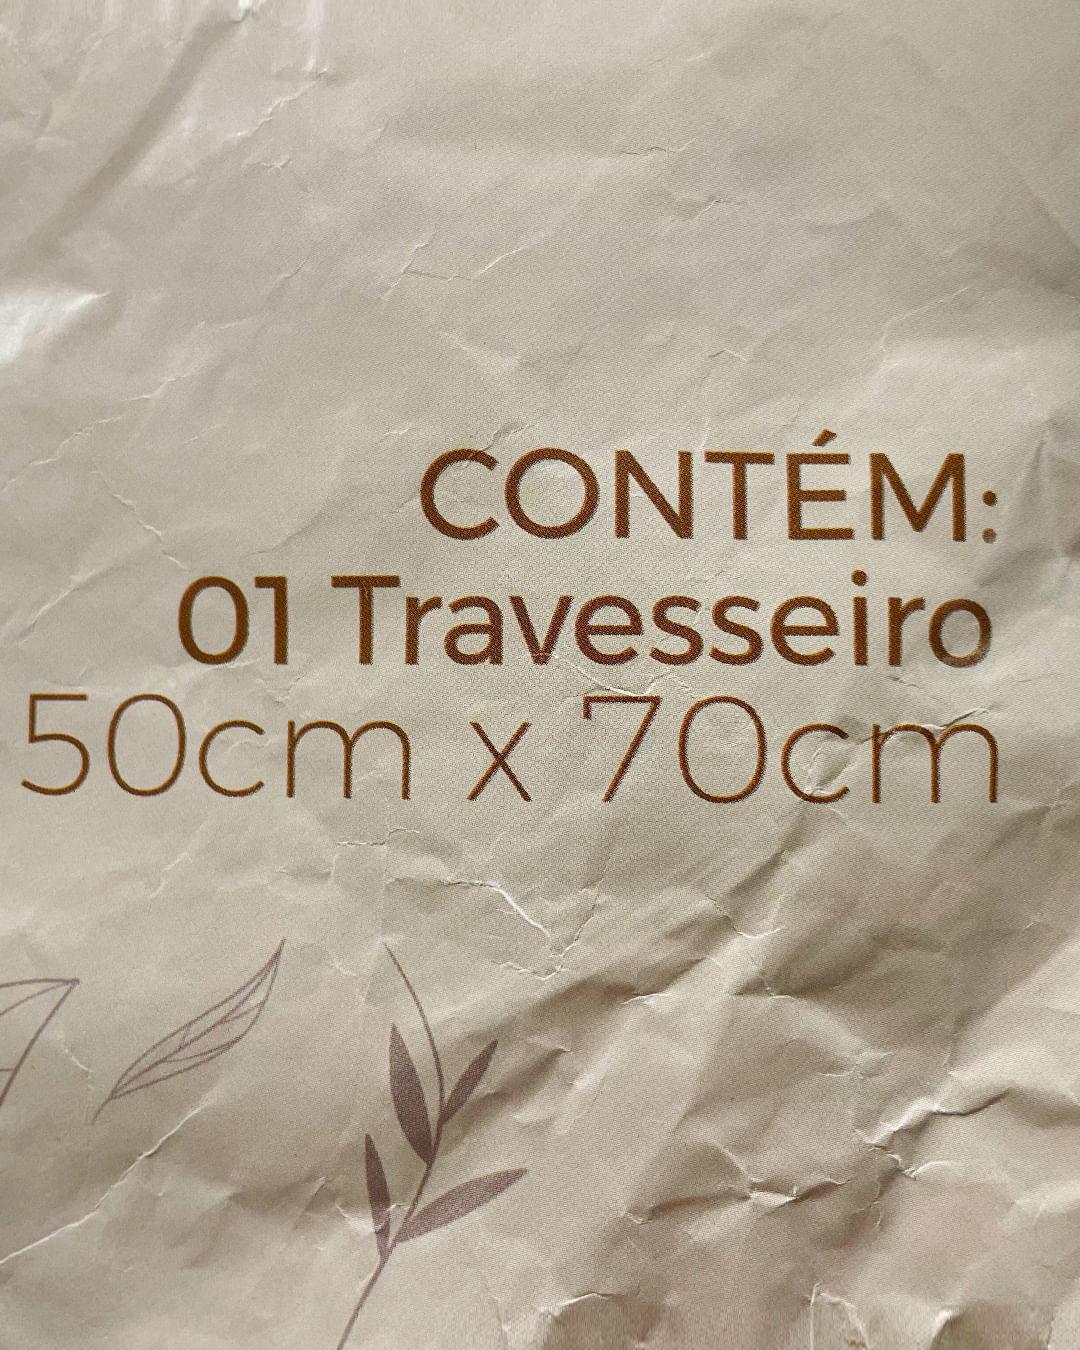 CONTÉM:
01 Travesseiro
50cm x 70cm